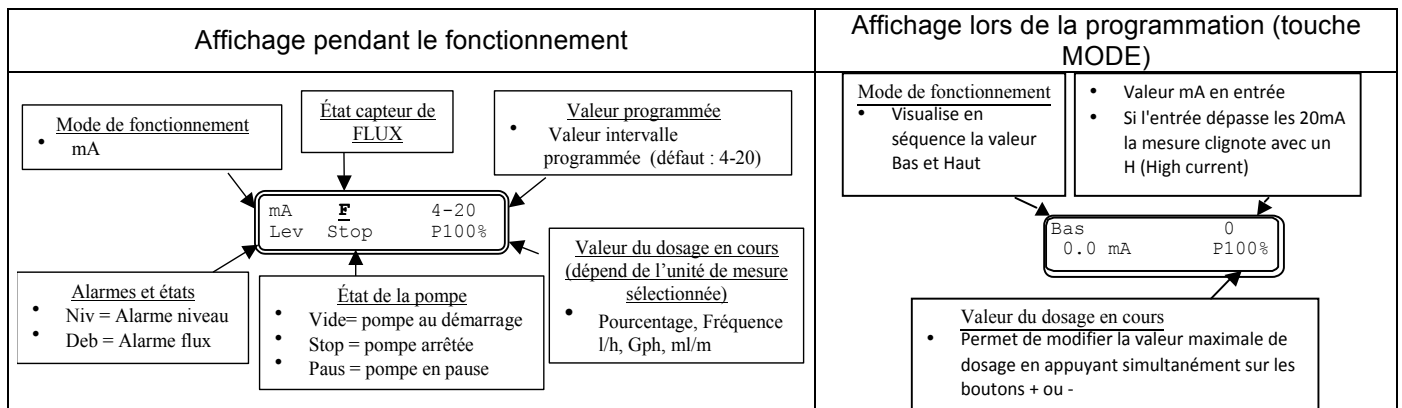 Affichage pendant le fonctionnement
Affichage lors de la programmation (touche
MODE)
Mode de fonctionnement
• mA
État capteur de
FLUX
Valeur programmée
• Valeur intervalle
programmée (défaut : 4-20)
mA F 4-20
Lev Stop P100%
Alarmes et états
• Niv = Alarme niveau
• Deb = Alarme flux
État de la pompe
• Vide= pompe au démarrage
• Stop = pompe arrêtée
• Paus = pompe en pause
Valeur du dosage en cours
(dépend de l’unité de mesure
sélectionnée)
• Pourcentage, Fréquence
l/h, Gph, ml/m
Mode de fonctionnement
• Visualise en
séquence la valeur
Bas et Haut
• Valeur mA en entrée
• Si l'entrée dépasse les 20mA
la mesure clignote avec un
H (High current)
Bas 0
0.0 mA P100%
Valeur du dosage en cours
• Permet de modifier la valeur maximale de
dosage en appuyant simultanément sur les
boutons + ou -